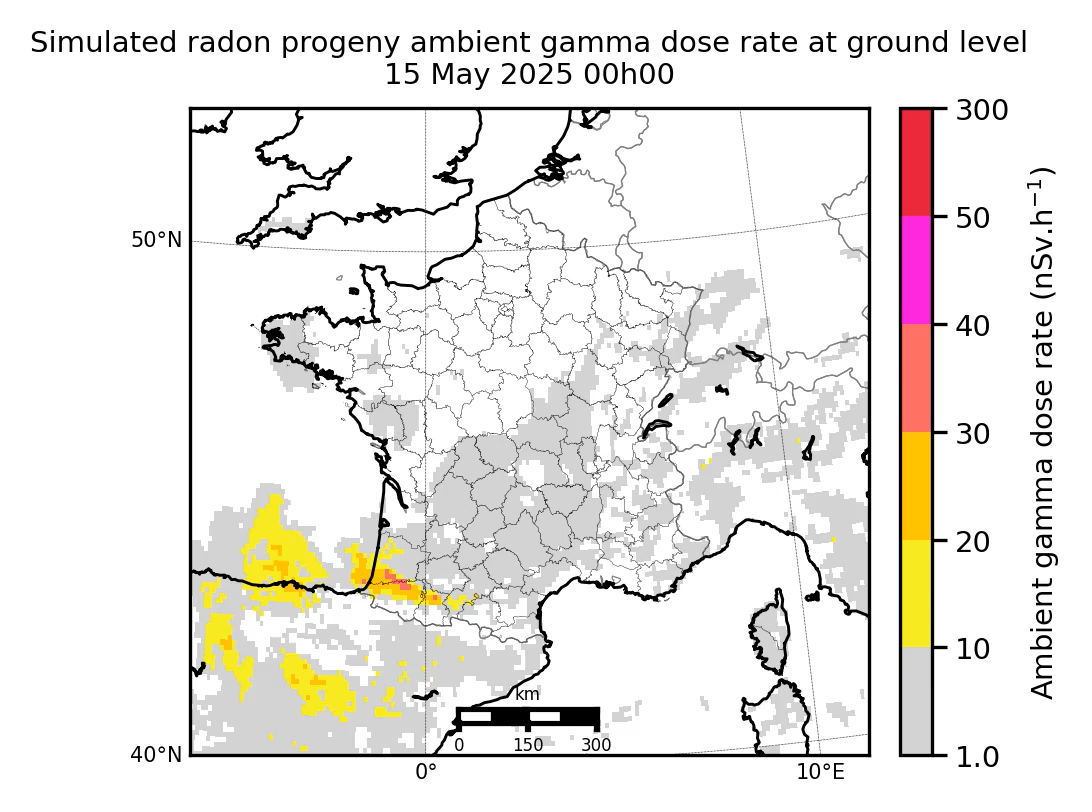 Simulated radon progeny ambient gamma dose rate at ground level
15 May 2025 00h00
300
50
40
30
20
10
1.0
Ambient gamma dose rate (nSv.h⁻¹)
50°N
40°N
0°
10°E
km
0 150 300